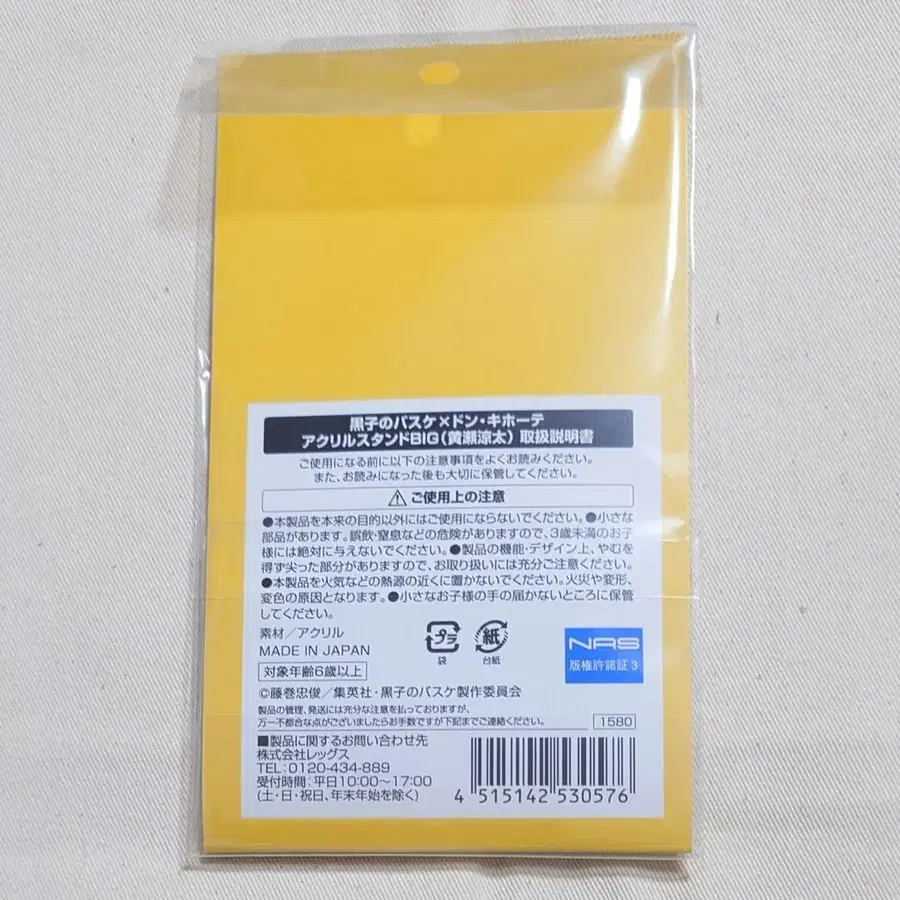 黒子のバスケ×ドン・キホーテ
アクリルスタンドBIG(黄瀬涼太) 取扱説明書
ご使用になる前に以下の注意事項をよくお読みください。
また、お読みになった後も大切に保管してください。
⚠ご使用上の注意
●本製品を本来の目的以外にはご使用にならないでください。●小さな
部品があります。誤飲・窒息などの危険がありますので、3歳未満のお子
様には絶対に与えないでください。●製品の機能・デザイン上、やむを
得ず尖った部分がありますので、お取り扱いには充分ご注意ください。
●本製品を火気などの熱源の近くに置かないでください。火災や変形、
変色の原因となります。●小さなお子様の手の届かないところに保管
してください。
素材/アクリル
MADE IN JAPAN
対象年齢6歳以上
プラ
袋
紙
台紙
NAS
版権許諾証 3
©藤巻忠俊/集英社・黒子のバスケ製作委員会
製品の管理、発送には充分な注意を払っておりますが、
万一不都合な点がございましたらお手数ですが下記までご連絡ください。
1580
■製品に関するお問い合わせ先
株式会社レッグス
TEL:0120-434-889
受付時間:平日10:00~17:00
(土・日・祝日、年末年始を除く)
4 515142 530576